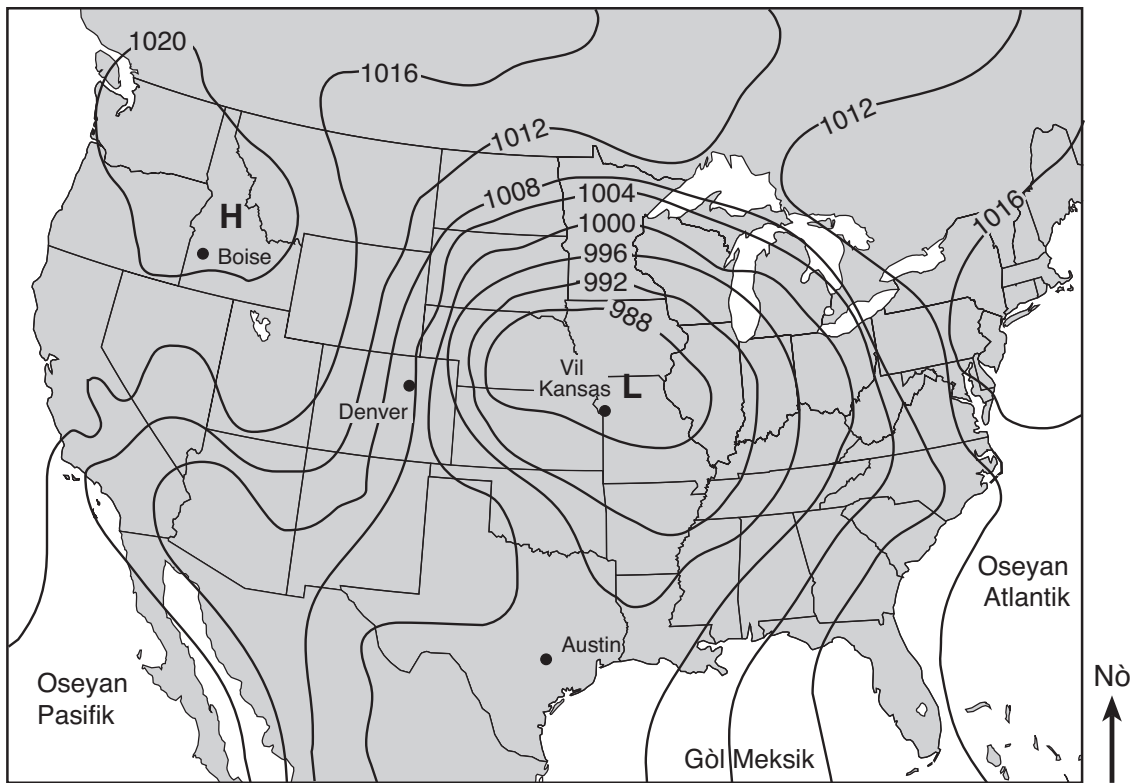 1020
1016
1012
1012
1008
1004
1000
996
992
988
1016
H
Boise
Vil
Kansas
L
Denver
Austin
Oseyan
Atlantik
Oseyan
Pasifik
Gòl Meksik
Nò